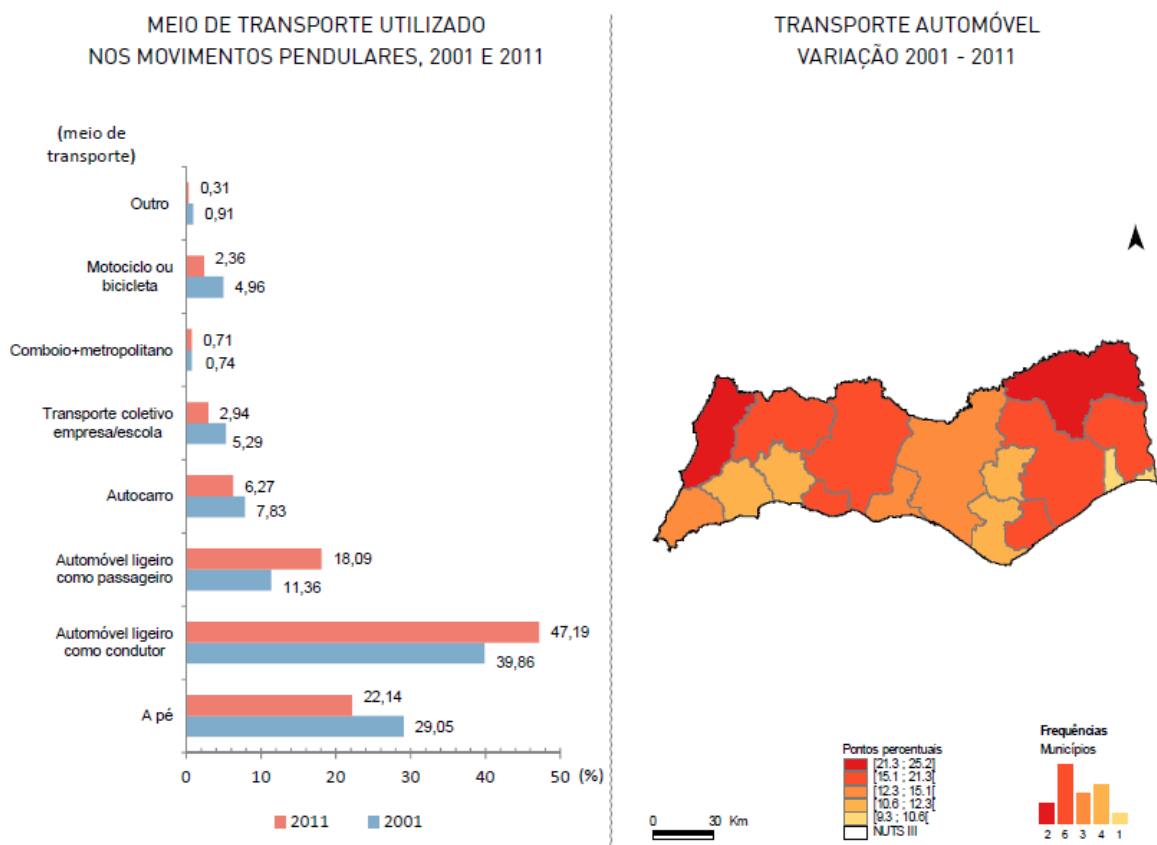 MEIO DE TRANSPORTE UTILIZADO
NOS MOVIMENTOS PENDULARES, 2001 E 2011
(meio de
transporte)
Outro
0,31
0,91
Motociclo ou
bicicleta
2,36
4,96
Comboio+metropolitano
0,71
0,74
Transporte coletivo
empresa/escola
2,94
5,29
Autocarro
6,27
7,83
Automóvel ligeiro
como passageiro
18,09
11,36
Automóvel ligeiro
como condutor
47,19
39,86
A pé
22,14
29,05
0 10 20 30 40 50 (%)
2011 2001
TRANSPORTE AUTOMÓVEL
VARIAÇÃO 2001 - 2011
0 30 Km
Pontos percentuais
[21.3 ; 25.2]
[15.1 ; 21.3[
[12.3 ; 15.1[
[10.6 ; 12.3[
[9.3 ; 10.6[
NUTS III
Frequências
Municípios
2 6 3 4 1